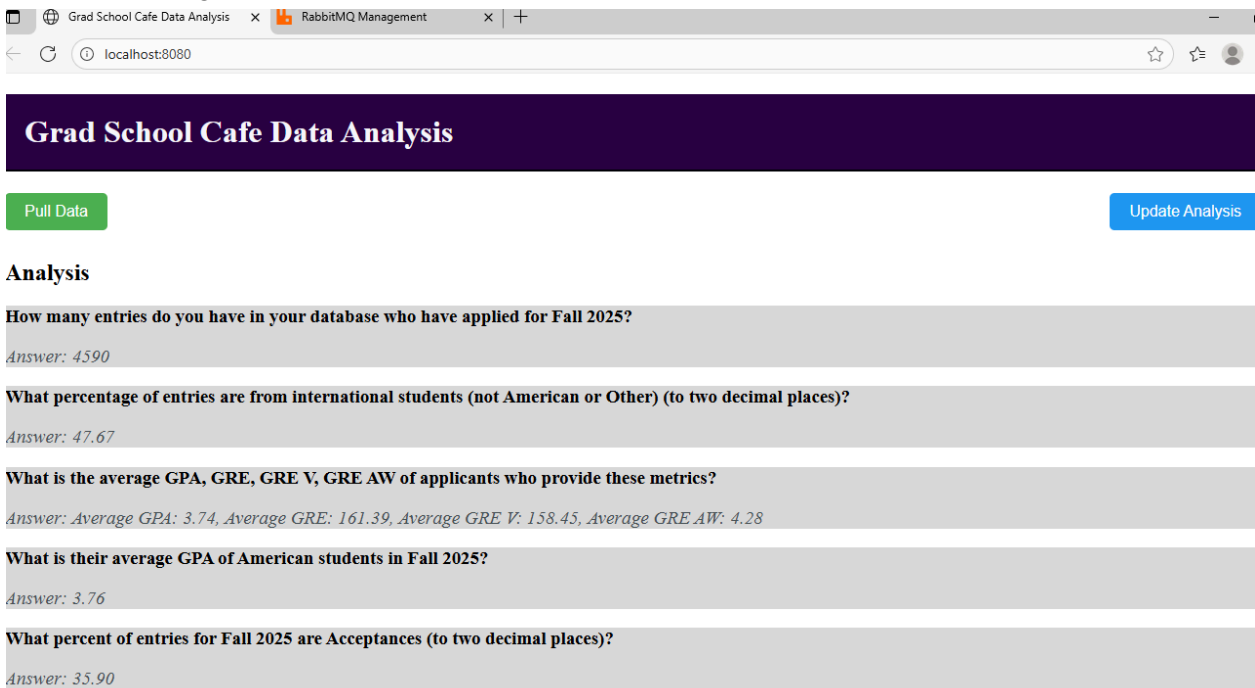 Grad School Cafe Data Analysis
RabbitMQ Management
localhost:8080
Grad School Cafe Data Analysis
Pull Data
Update Analysis
Analysis
How many entries do you have in your database who have applied for Fall 2025?
Answer: 4590
What percentage of entries are from international students (not American or Other) (to two decimal places)?
Answer: 47.67
What is the average GPA, GRE, GRE V, GRE AW of applicants who provide these metrics?
Answer: Average GPA: 3.74, Average GRE: 161.39, Average GRE V: 158.45, Average GRE AW: 4.28
What is their average GPA of American students in Fall 2025?
Answer: 3.76
What percent of entries for Fall 2025 are Acceptances (to two decimal places)?
Answer: 35.90